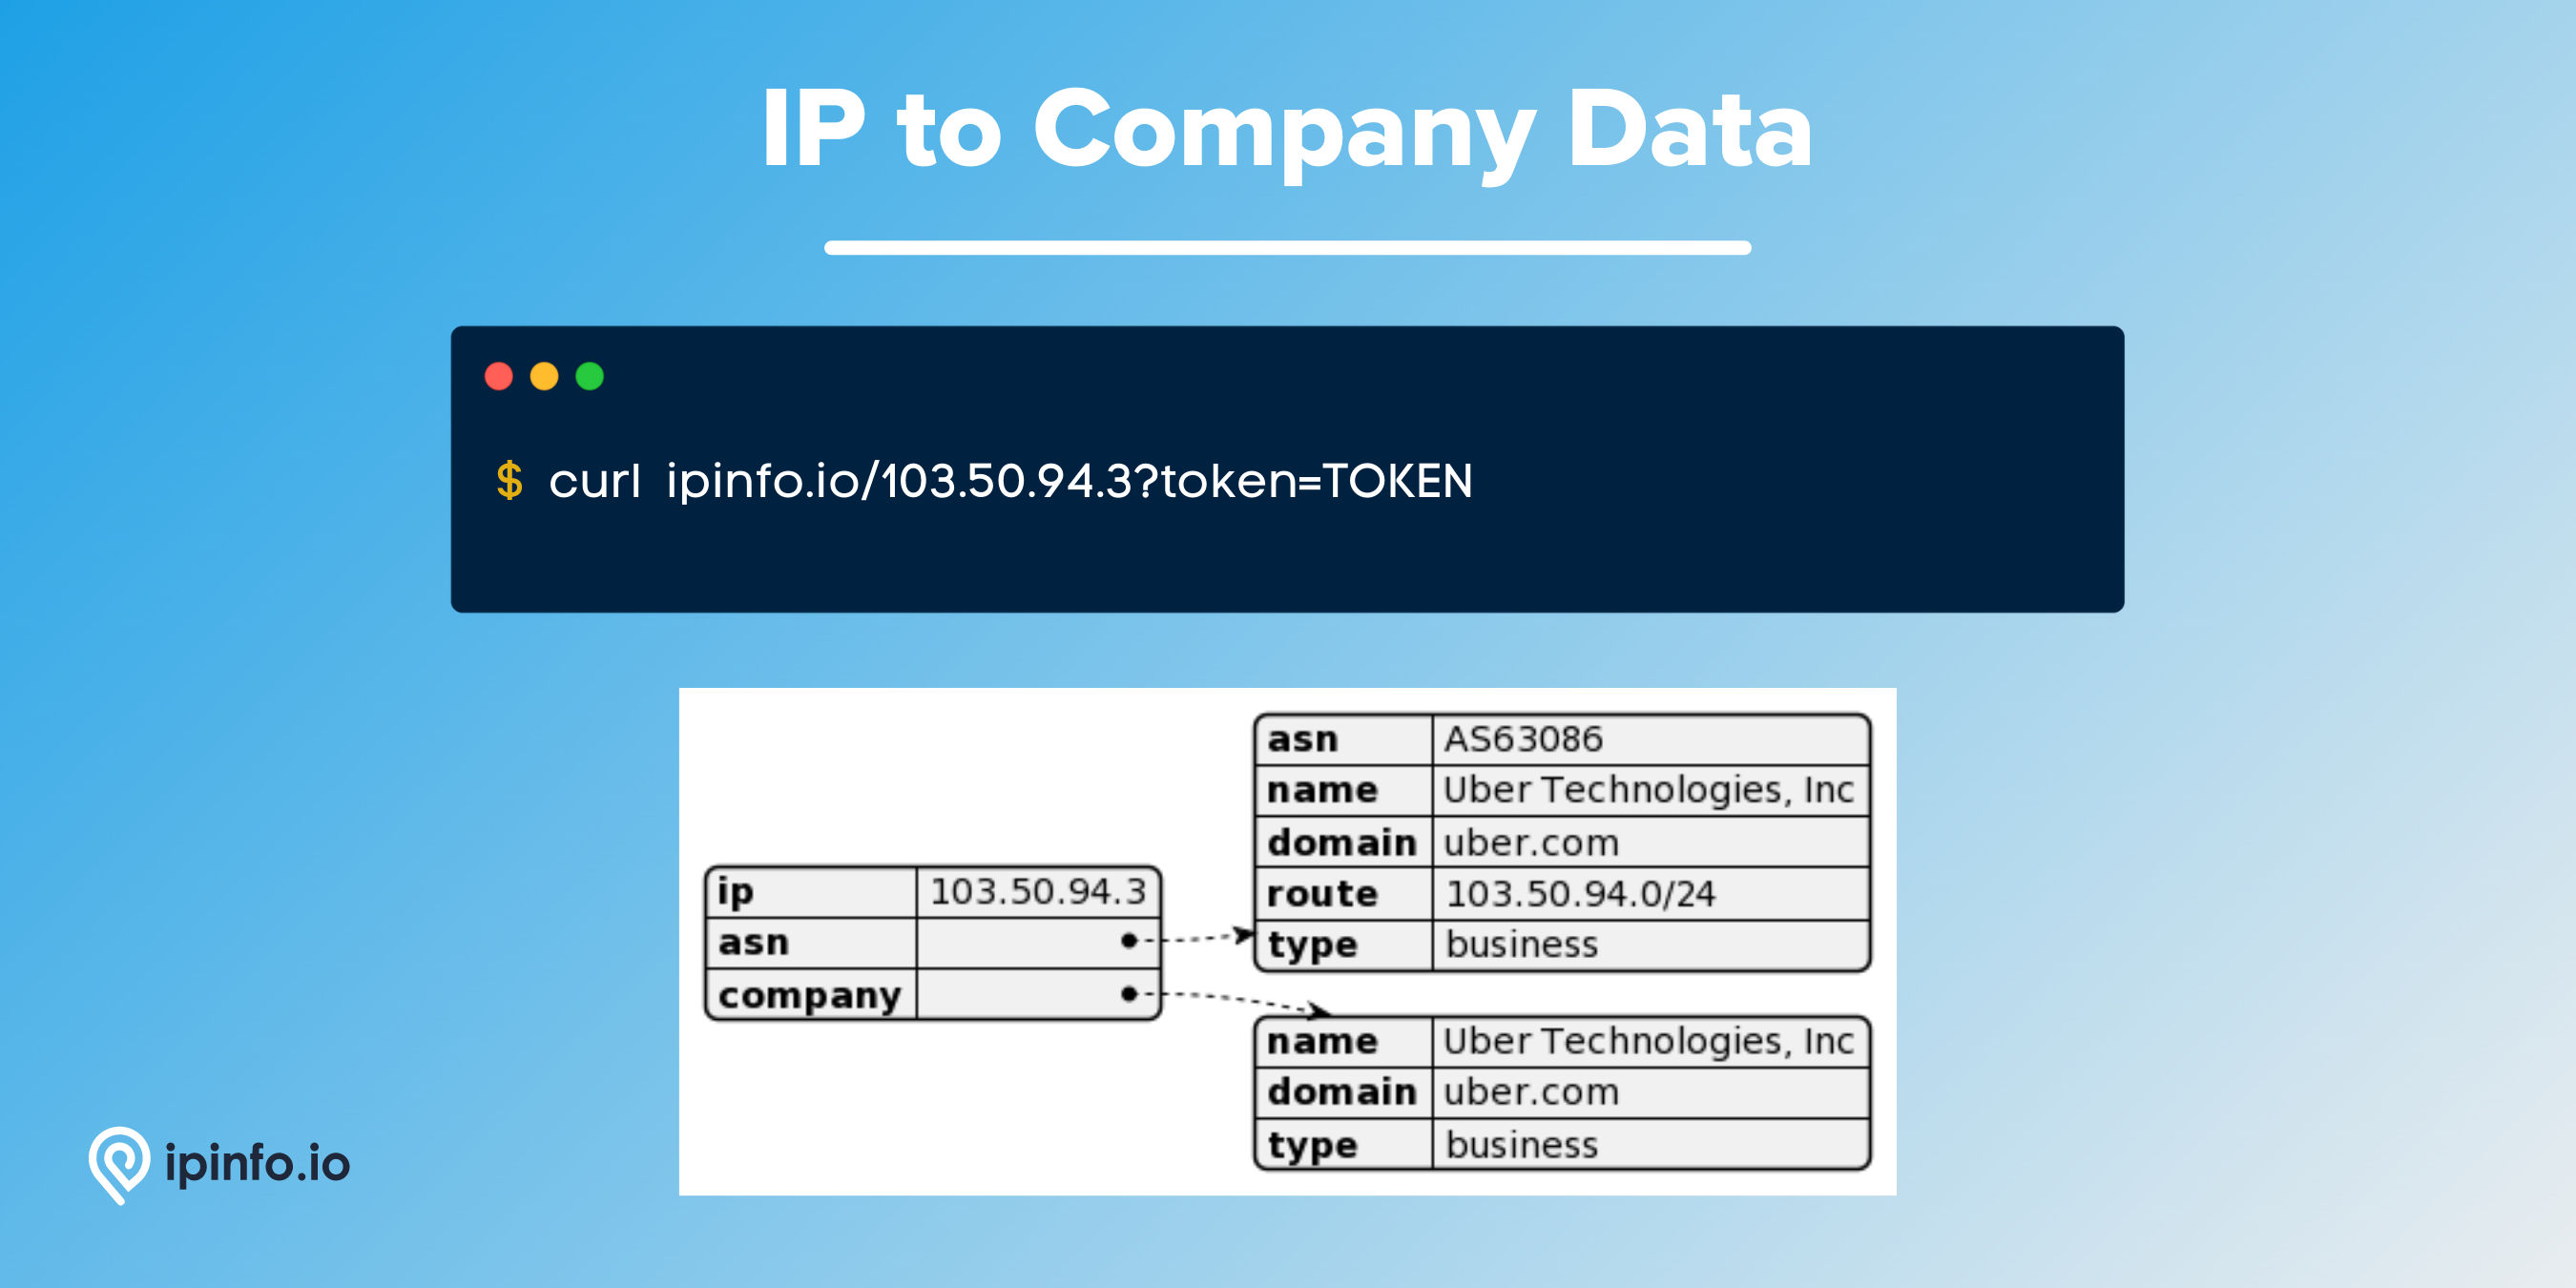 IP to Company Data
$ curl ipinfo.io/103.50.94.3?token=TOKEN
ip 103.50.94.3
asn
company
asn AS63086
name Uber Technologies, Inc
domain uber.com
route 103.50.94.0/24
type business
name Uber Technologies, Inc
domain uber.com
type business
ipinfo.io